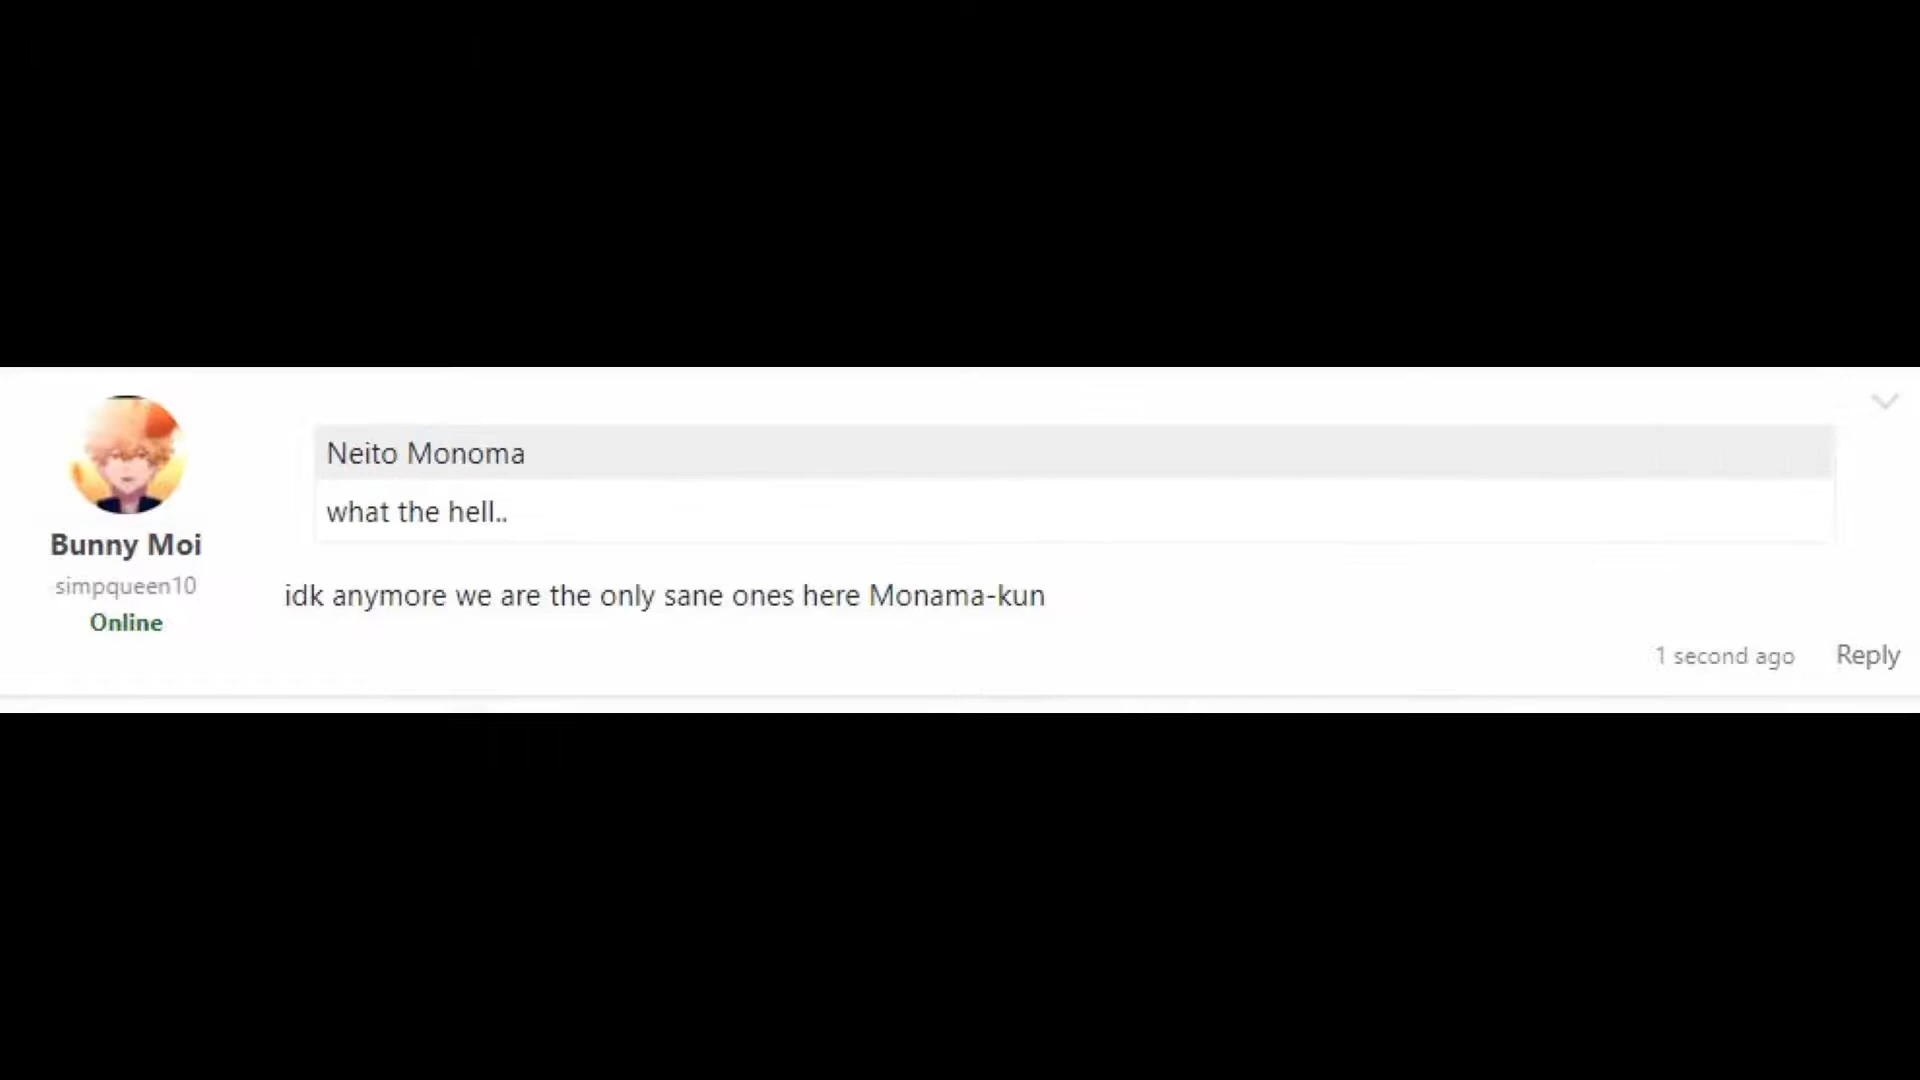 Neito Monoma
what the hell..
Bunny Moi
simpqueen10
Online
idk anymore we are the only sane ones here Monama-kun
1 second ago Reply